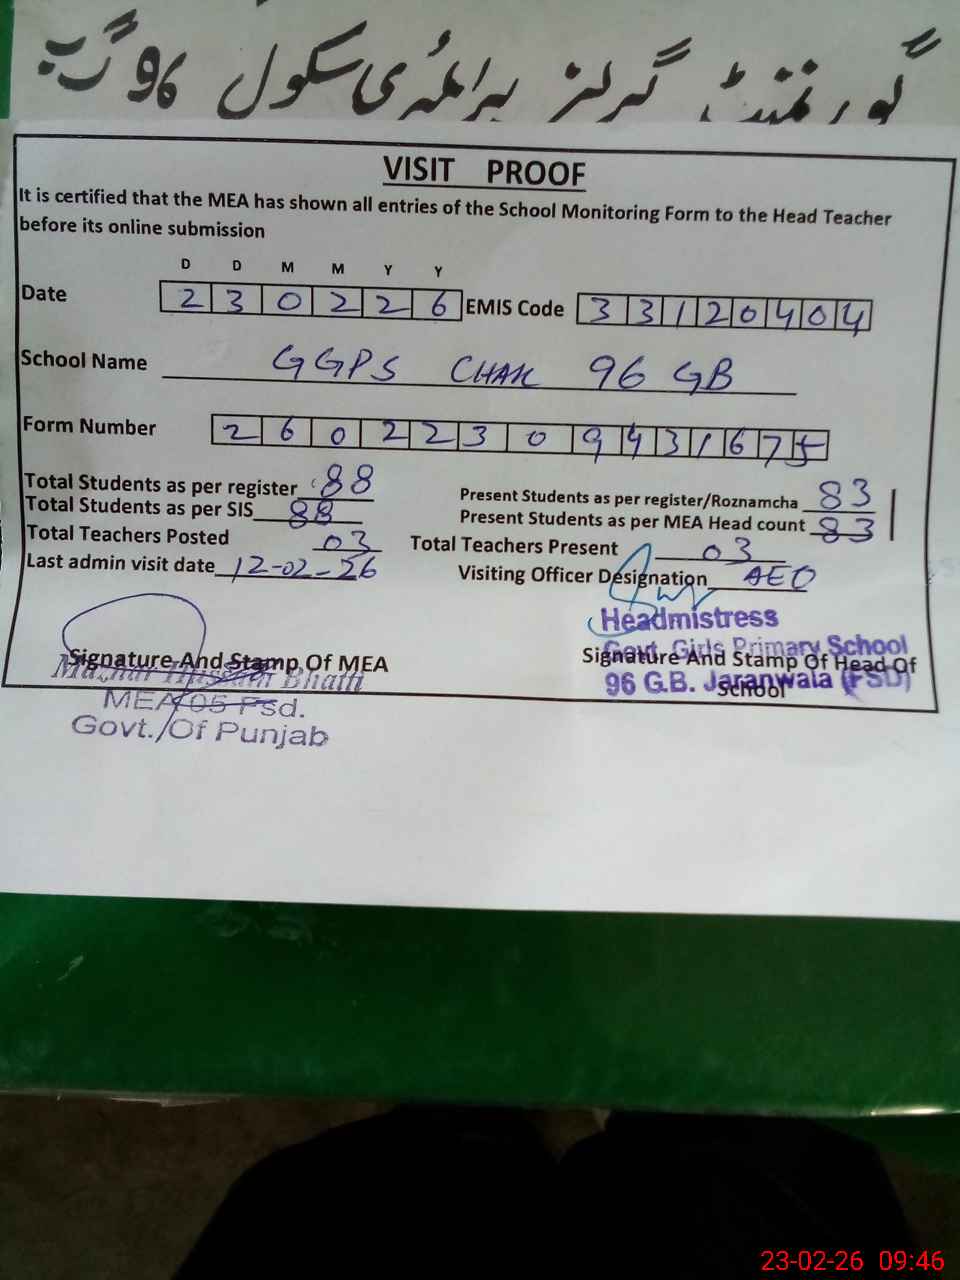 گورنمنٹ گرلز پرائمری سکول 96 گ ب
VISIT PROOF
It is certified that the MEA has shown all entries of the School Monitoring Form to the Head Teacher
before its online submission
D D M M Y Y
Date 2 3 0 2 2 6 EMIS Code 3 3 1 2 0 4 0 4
School Name GGPS CHAK 96 GB
Form Number 2 6 0 2 2 3 0 9 4 3 1 6 7 5
Total Students as per register 88 Present Students as per register/Roznamcha 83
Total Students as per SIS 88 Present Students as per MEA Head count 83
Total Teachers Posted 03 Total Teachers Present 03
Last admin visit date 12-02-26 Visiting Officer Designation AEO
Headmistress
Govt. Girls Primary School
96 G.B. Jaranwala (FSD)
Signature And Stamp Of MEA Signature And Stamp Of Head Of
School
Mazhar Hussain Bhatti
MEA 05 Fsd.
Govt. Of Punjab
23-02-26 09:46